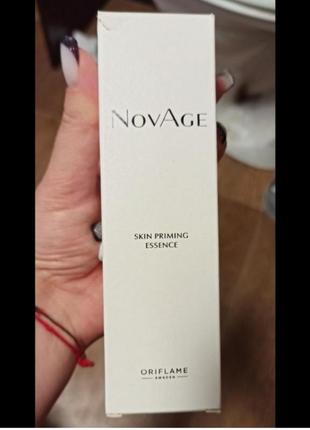 NOVAGE
SKIN PRIMING
ESSENCE
ORIFLAME
SWEDEN